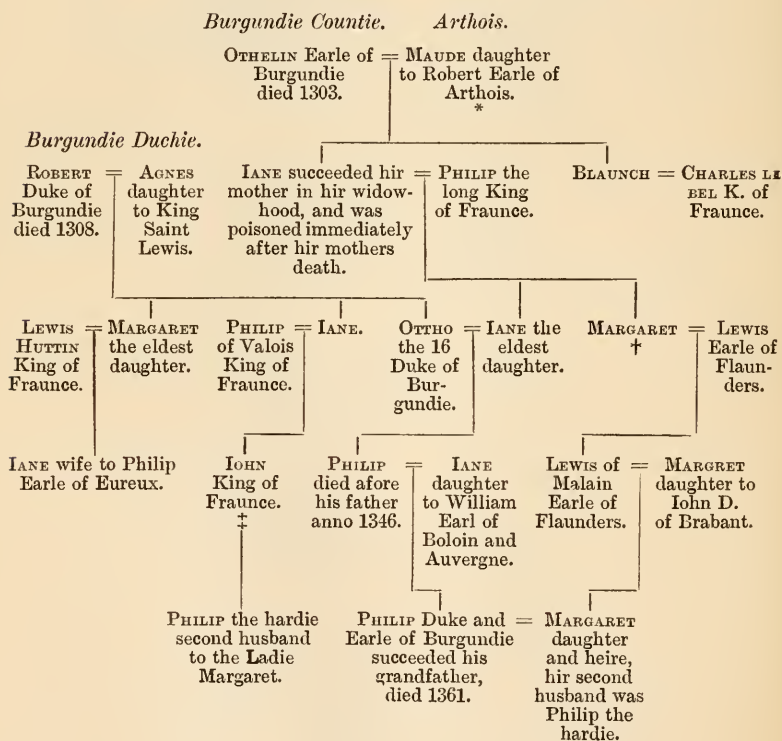 Burgundie Countie. Arthois.
OTHELIN Earle of
Burgundie
died 1303.
=
MAUDE daughter
to Robert Earle of
Arthois.
*
Burgundie Duchie.
ROBERT
Duke of
Burgundie
died 1308.
=
AGNES
daughter
to King
Saint
Lewis.
IANE succeeded hir
mother in hir widow-
hood, and was
poisoned immediately
after hir mothers
death.
=
PHILIP the
long King
of Fraunce.
BLAUNCH
=
CHARLES LE
BEL K. of
Fraunce.
LEWIS
HUTTIN
King of
Fraunce.
=
MARGARET
the eldest
daughter.
PHILIP
of Valois
King of
Fraunce.
=
IANE.
OTTHO
the 16
Duke of
Bur-
gundie.
=
IANE the
eldest
daughter.
MARGARET
†
=
LEWIS
Earle of
Flaun-
ders.
IANE wife to Philip
Earle of Eureux.
IOHN
King of
Fraunce.
‡
PHILIP
died afore
his father
anno 1346.
=
IANE
daughter
to William
Earl of
Boloin and
Auvergne.
LEWIS of
Malain
Earle of
Flaunders.
=
MARGRET
daughter to
Iohn D.
of Brabant.
PHILIP the hardie
second husband
to the Ladie
Margaret.
PHILIP Duke and
Earle of Burgundie
succeeded his
grandfather,
died 1361.
=
MARGARET
daughter
and heire,
hir second
husband was
Philip the
hardie.